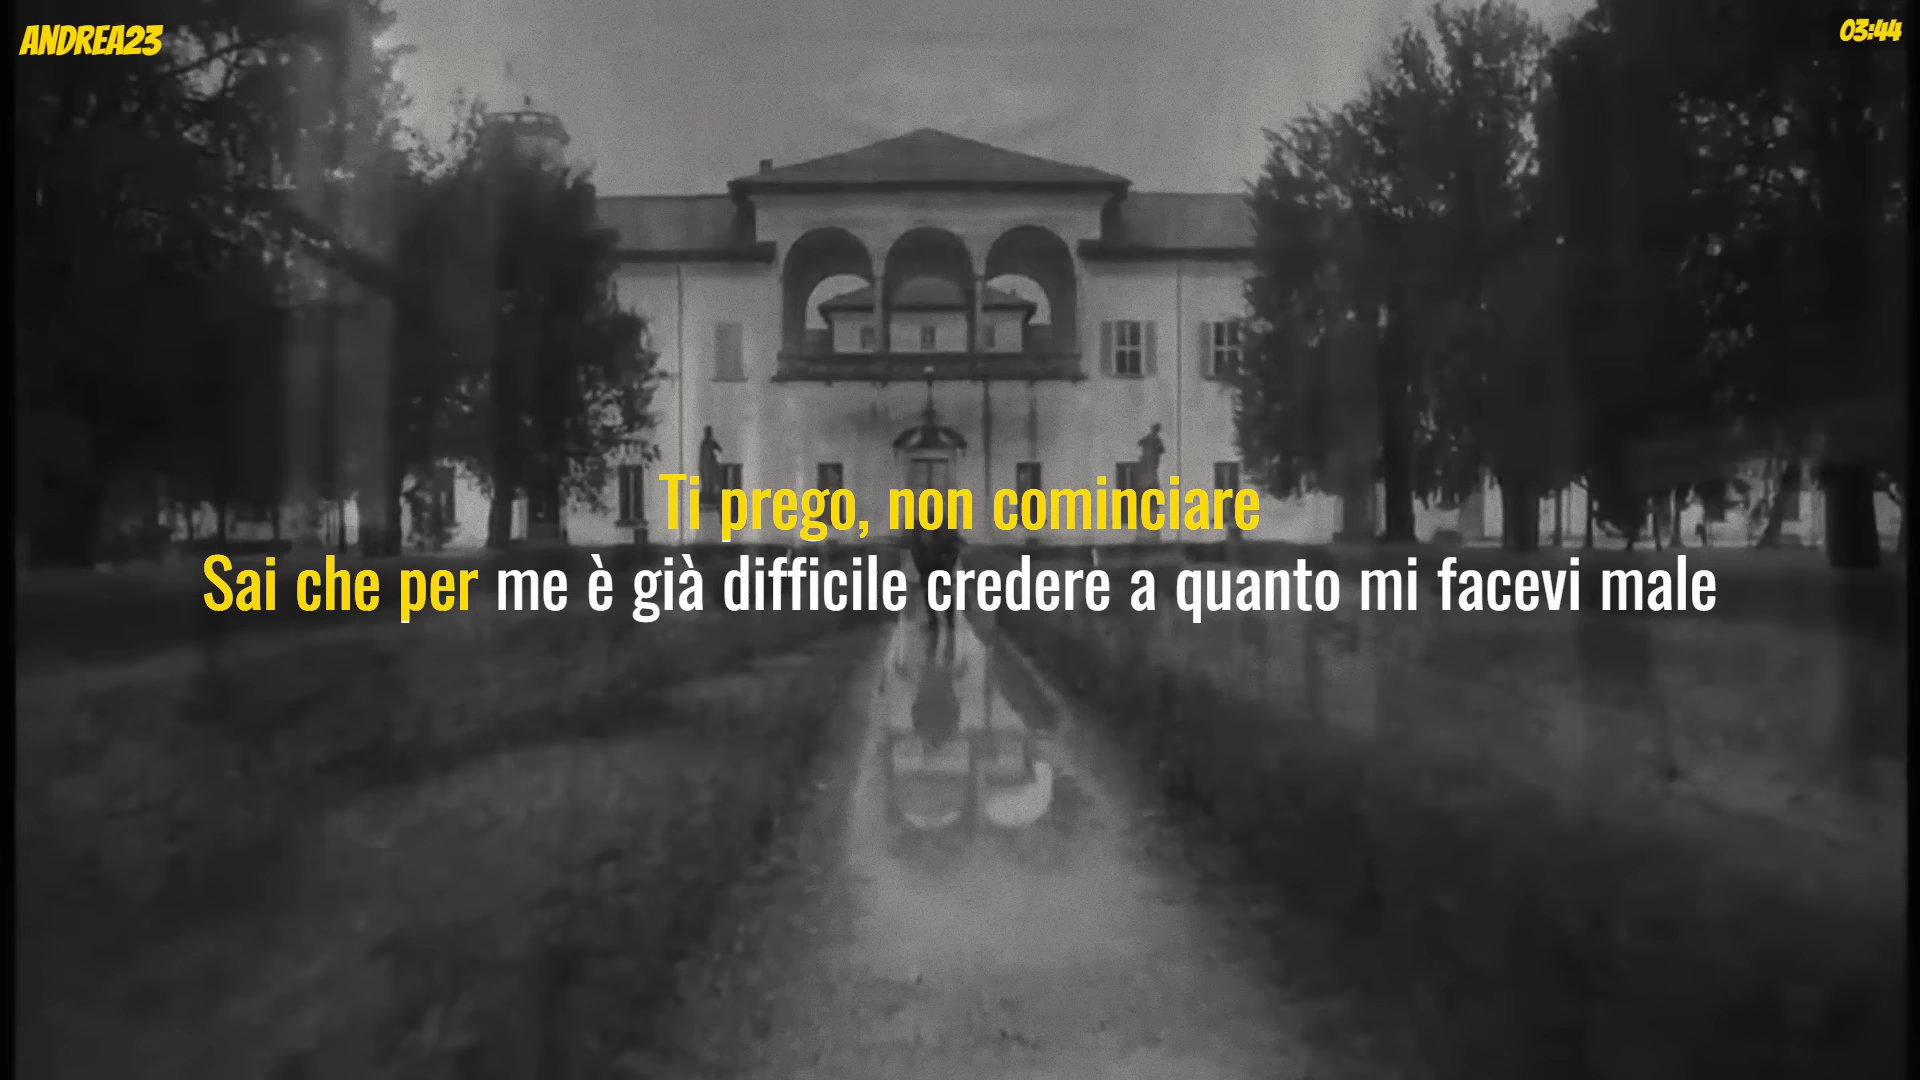 ANDREA23
03:44
Ti prego, non cominciare
Sai che per me è già difficile credere a quanto mi facevi male